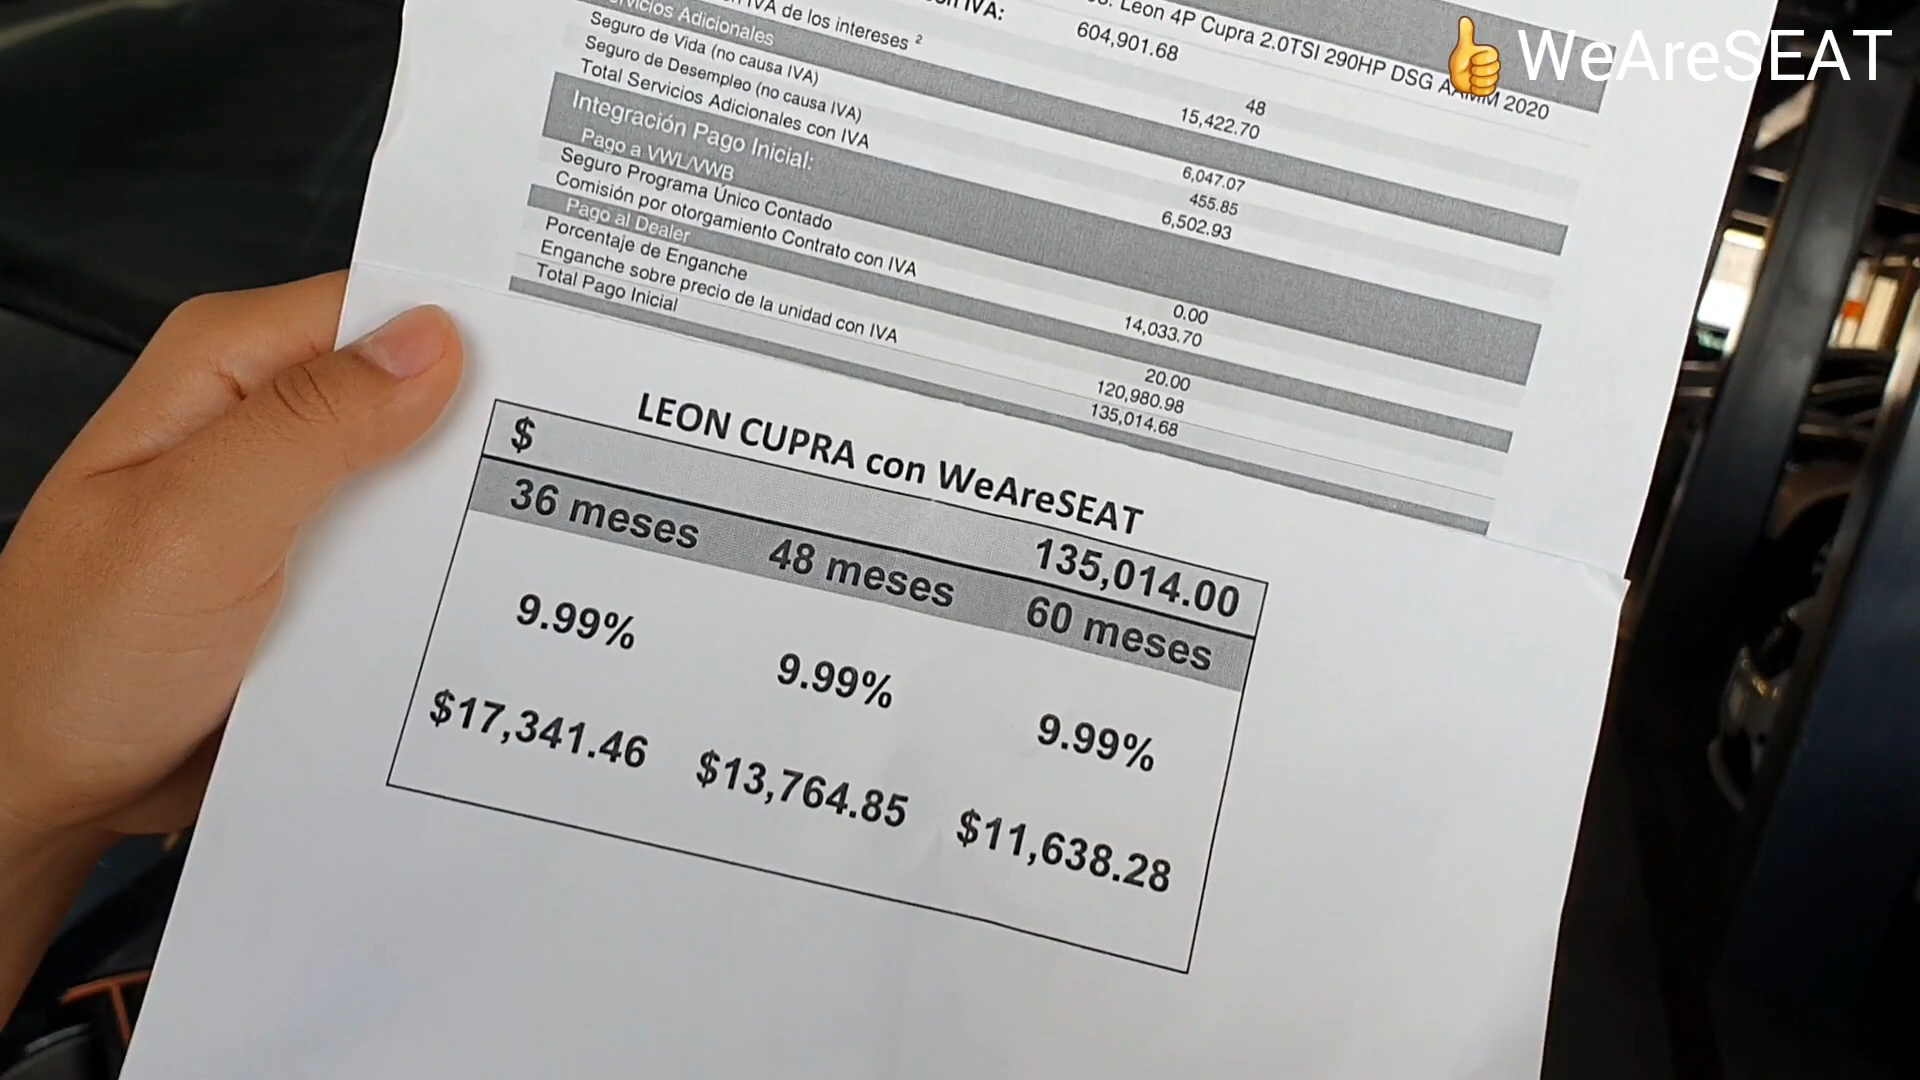 WeAreSEAT
Leon 4P Cupra 2.0TSI 290HP DSG AAMM 2020
IVA: 604,901.68
IVA de los intereses ²
48
15,422.70
Servicios Adicionales
Seguro de Vida (no causa IVA) 6,047.07
Seguro de Desempleo (no causa IVA) 455.85
Total Servicios Adicionales con IVA 6,502.93
Integración Pago Inicial:
Pago a VWL/VWB
Seguro Programa Único Contado 0.00
Comisión por otorgamiento Contrato con IVA 14,033.70
Pago al Dealer
Porcentaje de Enganche 20.00
Enganche sobre precio de la unidad con IVA 120,980.98
Total Pago Inicial 135,014.68
LEON CUPRA con WeAreSEAT
$ 135,014.00
36 meses 48 meses 60 meses
9.99% 9.99% 9.99%
$17,341.46 $13,764.85 $11,638.28